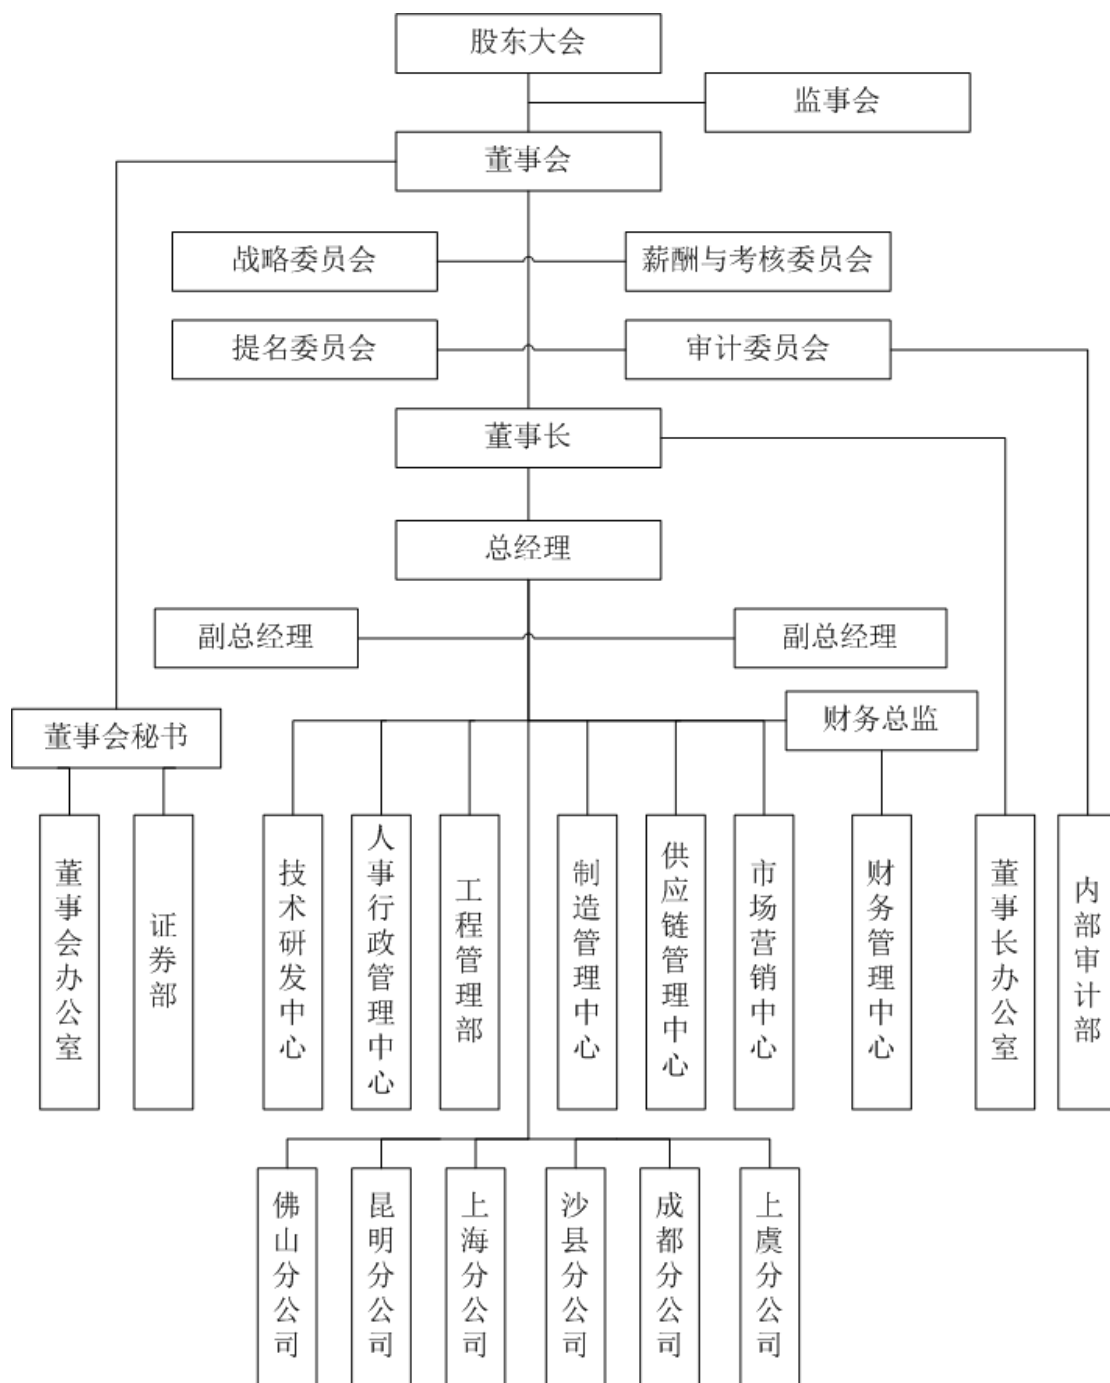 股东大会
监事会
董事会
战略委员会
薪酬与考核委员会
提名委员会
审计委员会
董事长
总经理
副总经理
副总经理
董事会秘书
财务总监
董事会办公室
证券部
技术研发中心
人事行政管理中心
工程管理部
制造管理中心
供应链管理中心
市场营销中心
财务管理中心
董事长办公室
内部审计部
佛山分公司
昆明分公司
上海分公司
沙县分公司
成都分公司
上虞分公司